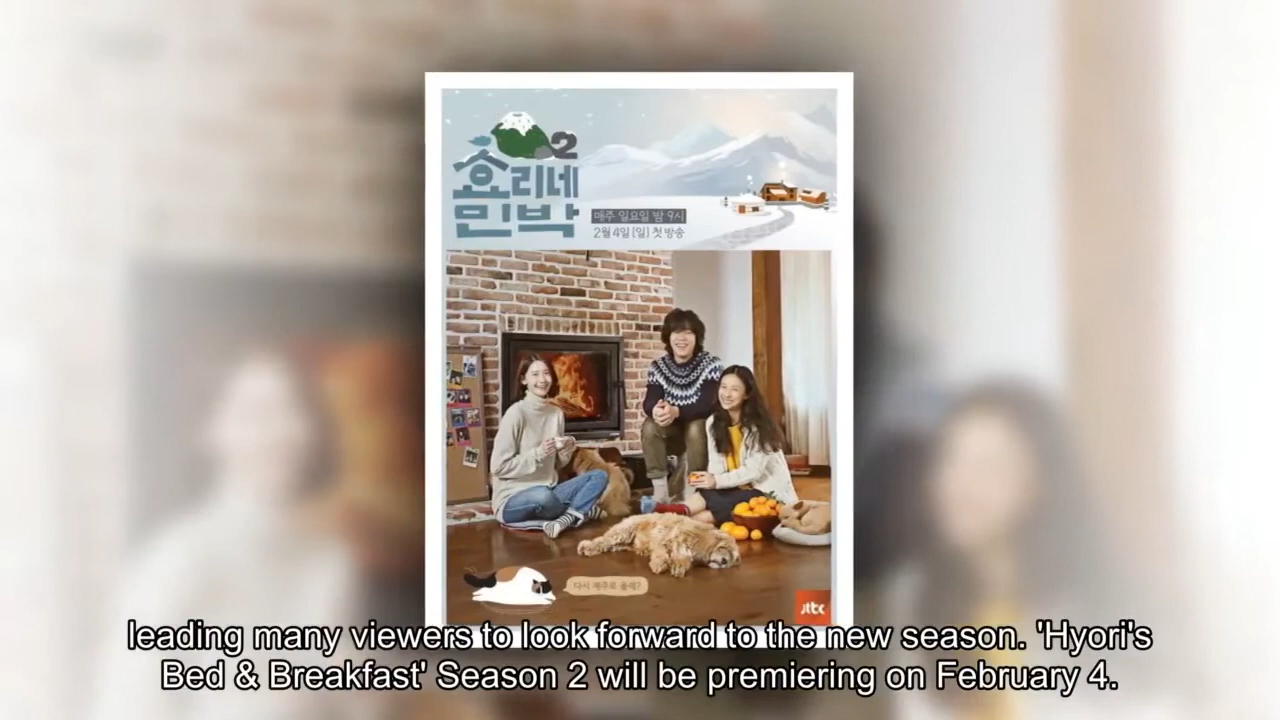 효리네 2
민박
매주 일요일 밤 9시
2월 4일 [일] 첫 방송
다시 제주로 올래?
jtbc
leading many viewers to look forward to the new season. 'Hyori's
Bed & Breakfast' Season 2 will be premiering on February 4.